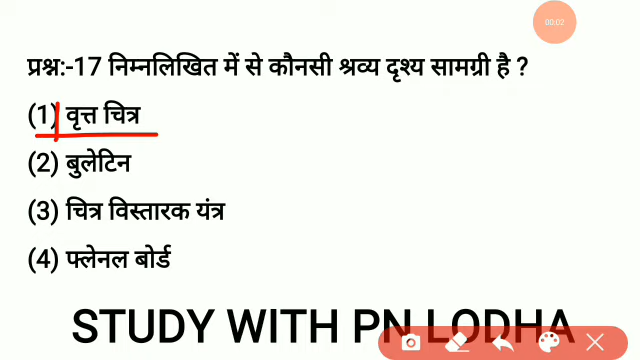 00:02
प्रश्न:-17 निम्नलिखित में से कौनसी श्रव्य दृश्य सामग्री है ?
(1) वृत्त चित्र
(2) बुलेटिन
(3) चित्र विस्तारक यंत्र
(4) फ्लेनल बोर्ड
STUDY WITH PN LODHA